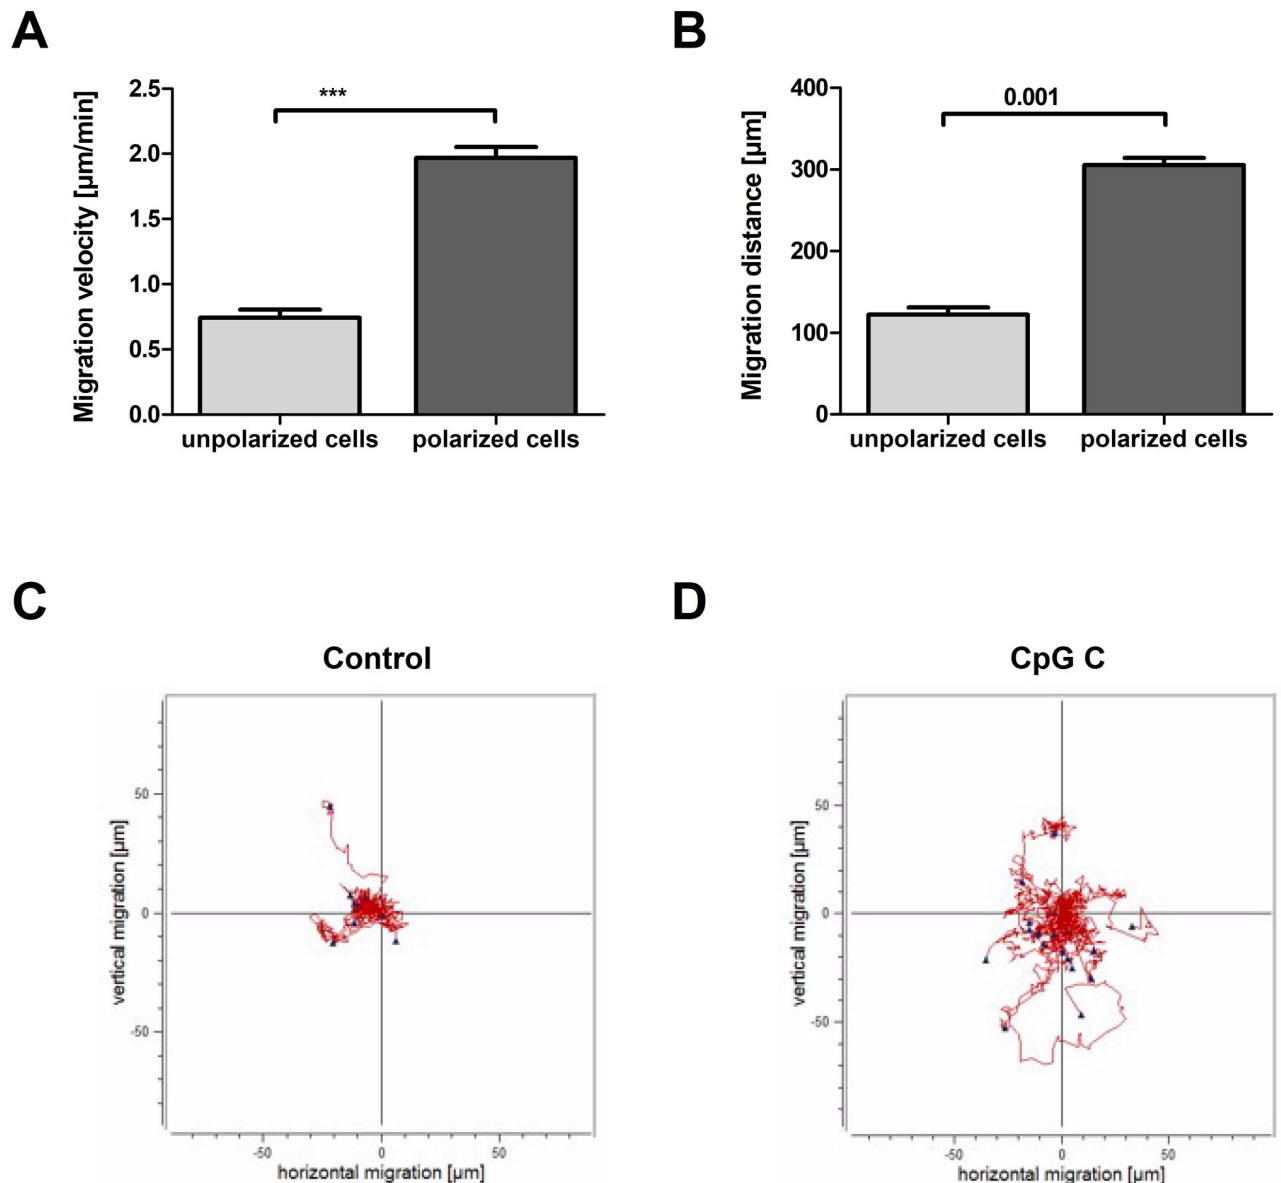 A
Migration velocity [µm/min]
2.5
2.0
1.5
1.0
0.5
0.0
***
unpolarized cells
polarized cells
B
Migration distance [µm]
400
300
200
100
0
0.001
unpolarized cells
polarized cells
C
Control
vertical migration [µm]
50
0
-50
-50
0
50
horizontal migration [µm]
D
CpG C
vertical migration [µm]
50
0
-50
-50
0
50
horizontal migration [µm]